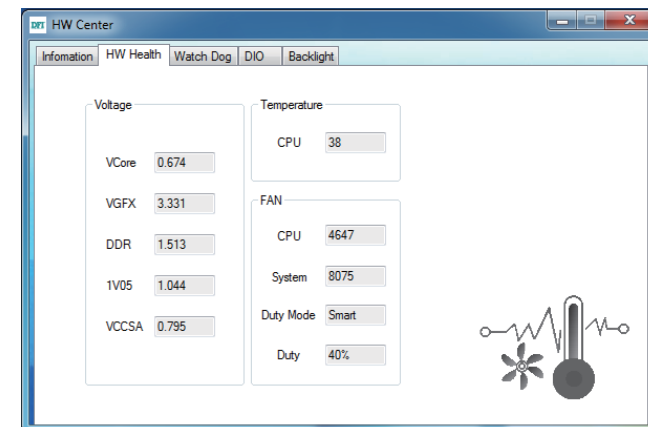 DFI HW Center
Infomation HW Health Watch Dog DIO Backlight
Voltage
VCore 0.674
VGFX 3.331
DDR 1.513
1V05 1.044
VCCSA 0.795
Temperature
CPU 38
FAN
CPU 4647
System 8075
Duty Mode Smart
Duty 40%